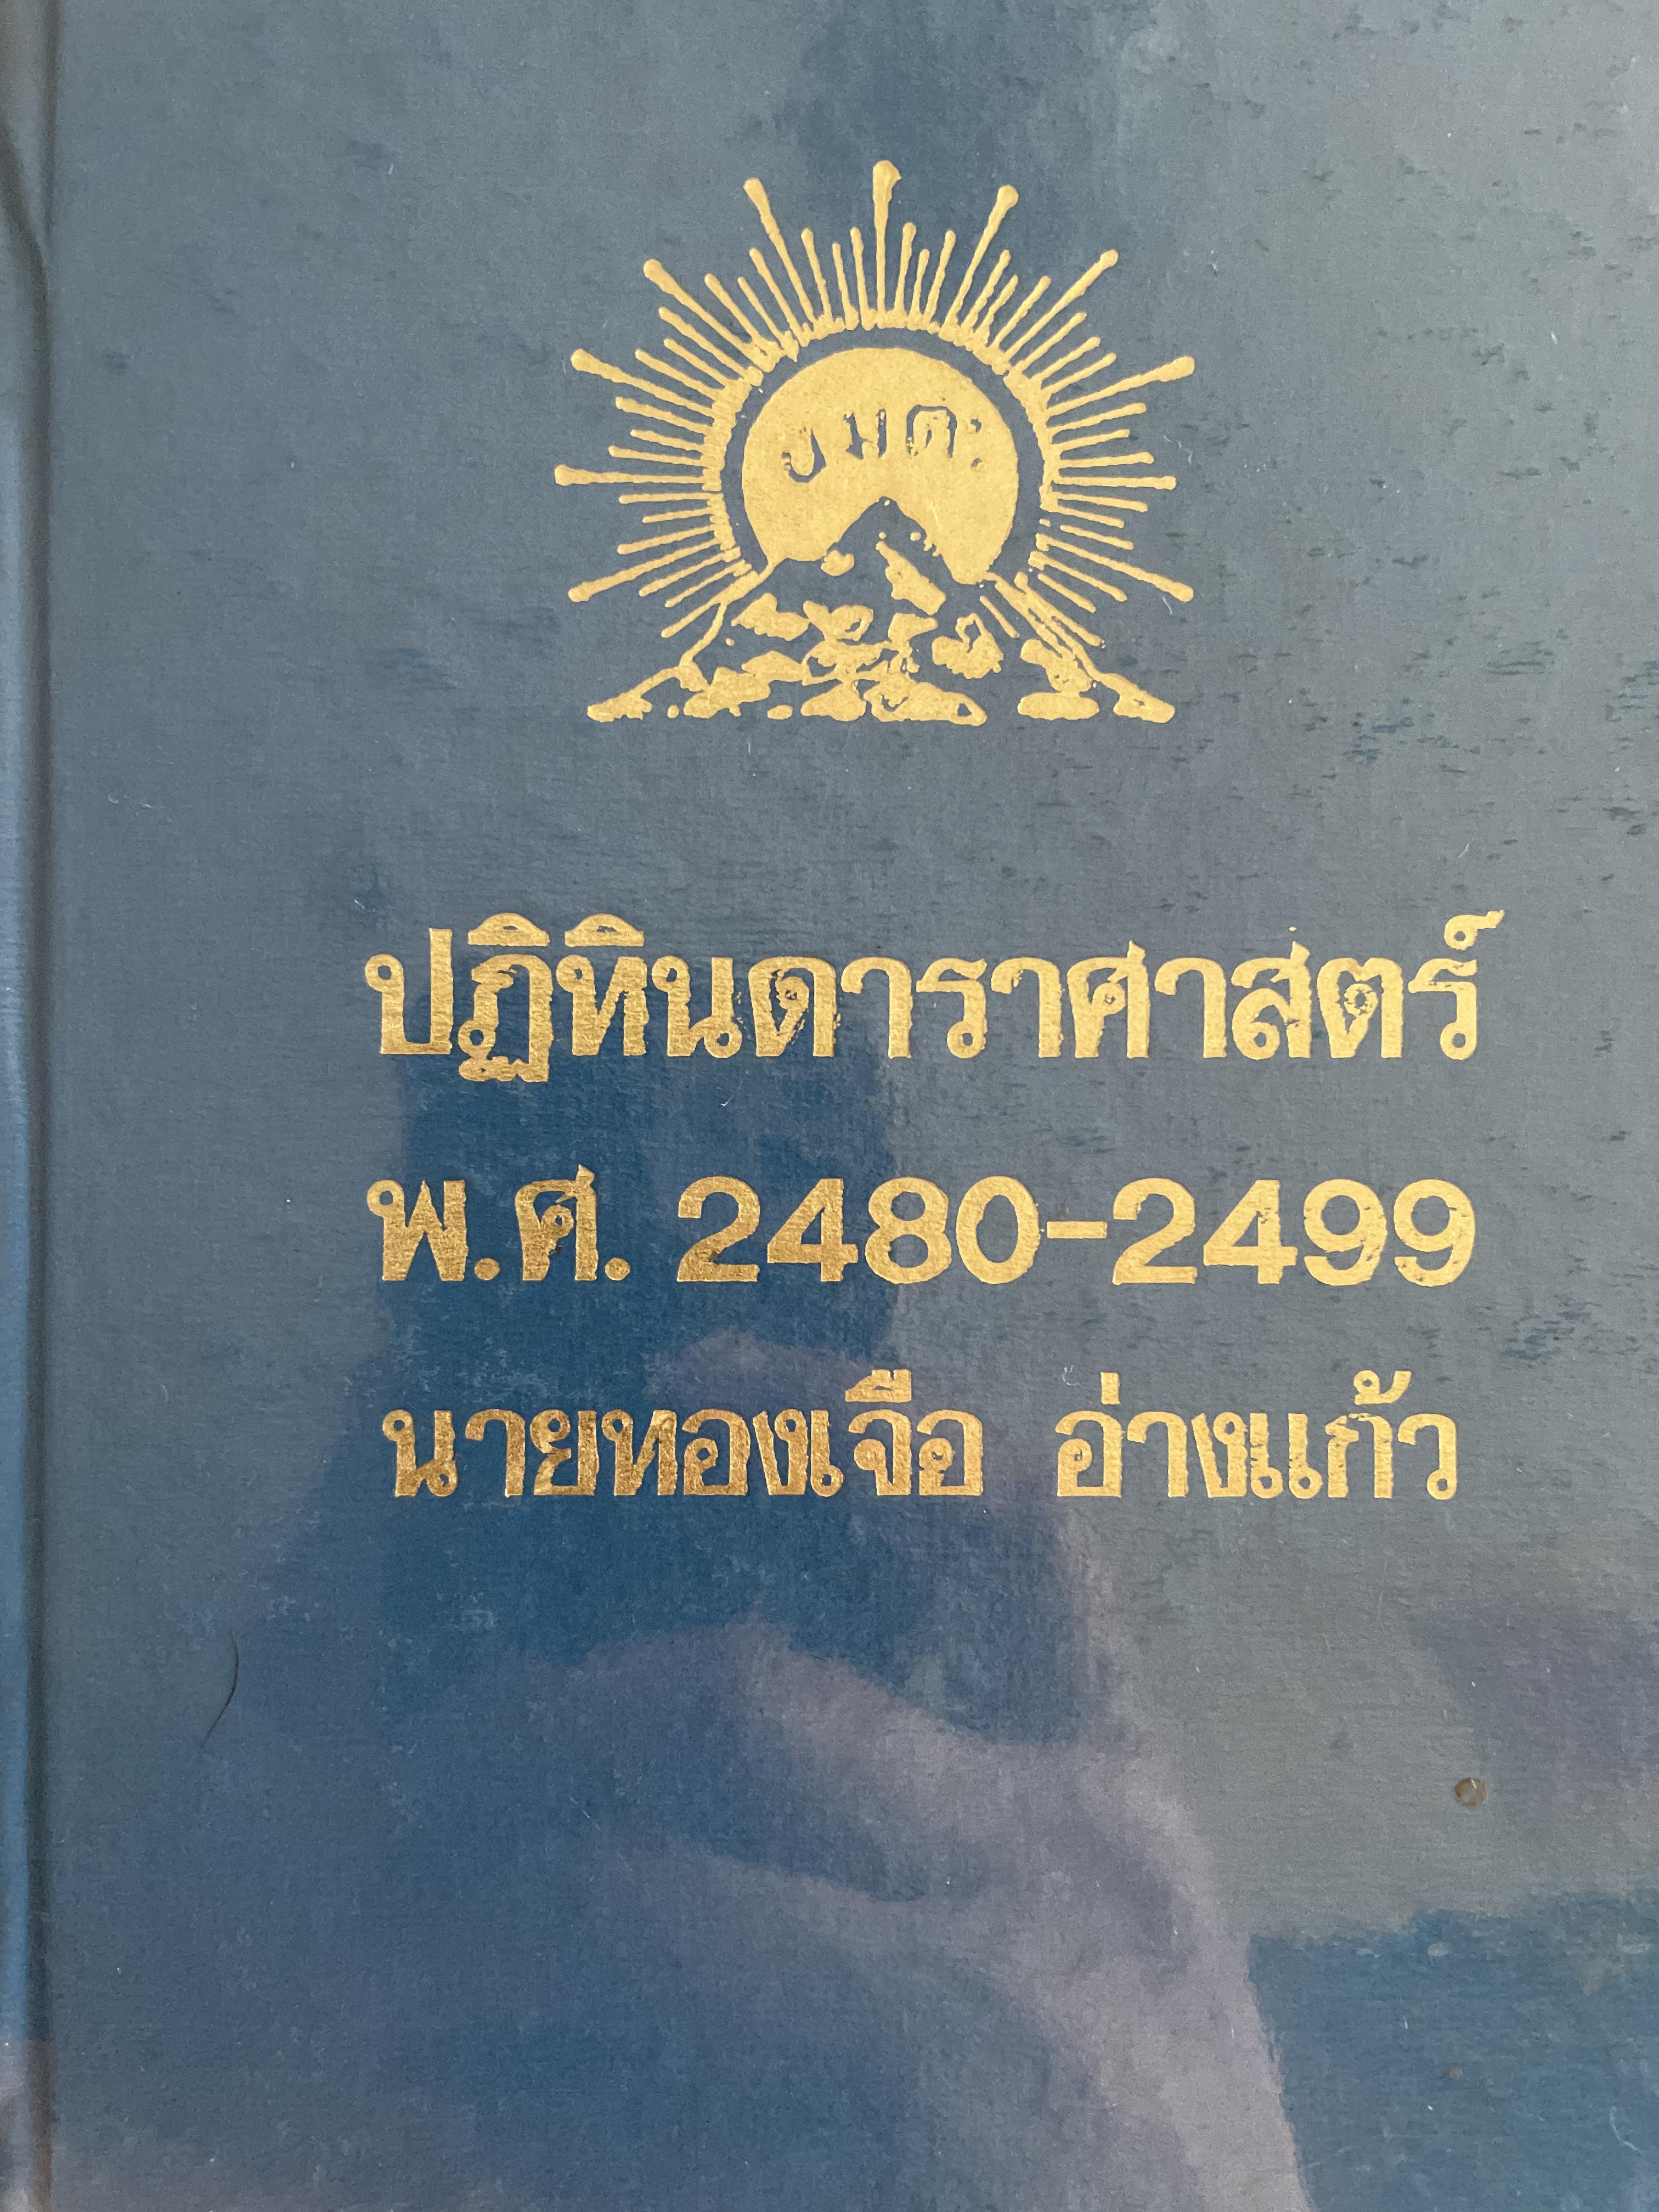 ปฏิทินดาราศาสตร์
พ.ศ. 2480-2499
นายทองเจือ อ่างแก้ว